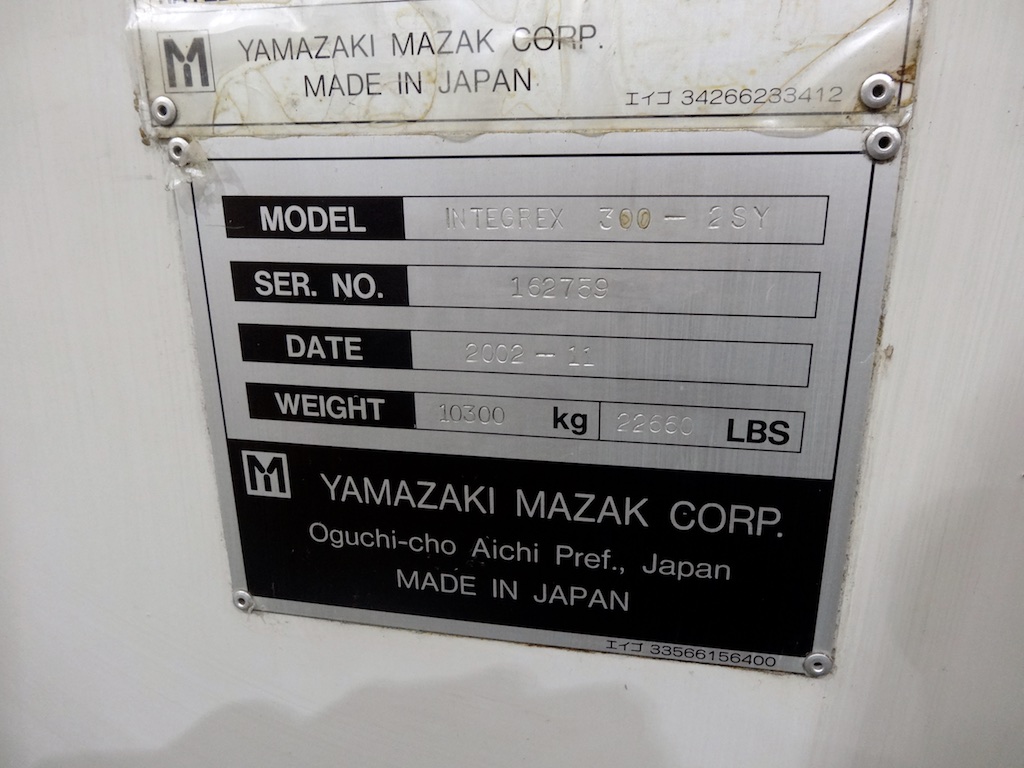 YAMAZAKI MAZAK CORP.
MADE IN JAPAN
エイゴ 34266233412
MODEL INTEGREX 300 - 2SY
SER. NO. 162759
DATE 2002 - 11
WEIGHT 10300 kg 22660 LBS
YAMAZAKI MAZAK CORP.
Oguchi-cho Aichi Pref., Japan
MADE IN JAPAN
エイゴ 33566156400